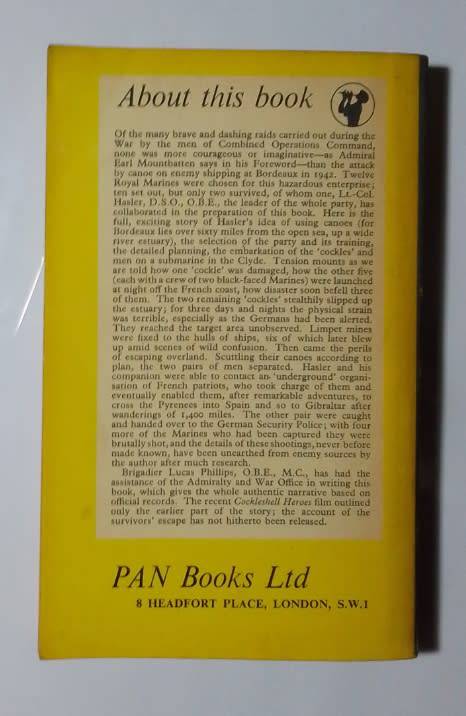 About this book
Of the many brave and dashing raids carried out during the
War by the men of Combined Operations Command,
none was more courageous or imaginative—as Admiral
Earl Mountbatten says in his Foreword—than the attack
by canoe on enemy shipping at Bordeaux in 1942. Twelve
Royal Marines were chosen for this hazardous enterprise;
ten set out, but only two survived, of whom one, Lt.-Col.
Hasler, D.S.O., O.B.E., the leader of the whole party, has
collaborated in the preparation of this book. Here is the
full, exciting story of Hasler's idea of using canoes (for
Bordeaux lies over sixty miles from the open sea, up a wide
river estuary), the selection of the party and its training,
the detailed planning, the embarkation of the 'cockles' and
men on a submarine in the Clyde. Tension mounts as we
are told how one 'cockle' was damaged, how the other five
(each with a crew of two black-faced Marines) were launched
at night off the French coast, how disaster soon befell three
of them. The two remaining 'cockles' stealthily slipped up
the estuary; for three days and nights the physical strain
was terrible, especially as the Germans had been alerted.
They reached the target area unobserved. Limpet mines
were fixed to the hulls of ships, six of which later blew
up amid scenes of wild confusion. Then came the perils
of escaping overland. Scuttling their canoes according to
plan, the two pairs of men separated. Hasler and his
companion were able to contact an 'underground' organi-
sation of French patriots, who took charge of them and
eventually enabled them, after remarkable adventures, to
cross the Pyrenees into Spain and so to Gibraltar after
wanderings of 1,400 miles. The other pair were caught
and handed over to the German Security Police; with four
more of the Marines who had been captured they were
brutally shot, and the details of these shootings, never before
made known, have been unearthed from enemy sources by
the author after much research.
Brigadier Lucas Phillips, O.B.E., M.C., has had the
assistance of the Admiralty and War Office in writing this
book, which gives the whole authentic narrative based on
official records. The recent Cockleshell Heroes film outlined
only the earlier part of the story; the account of the
survivors' escape has not hitherto been released.
PAN Books Ltd
8 HEADFORT PLACE, LONDON, S.W.1